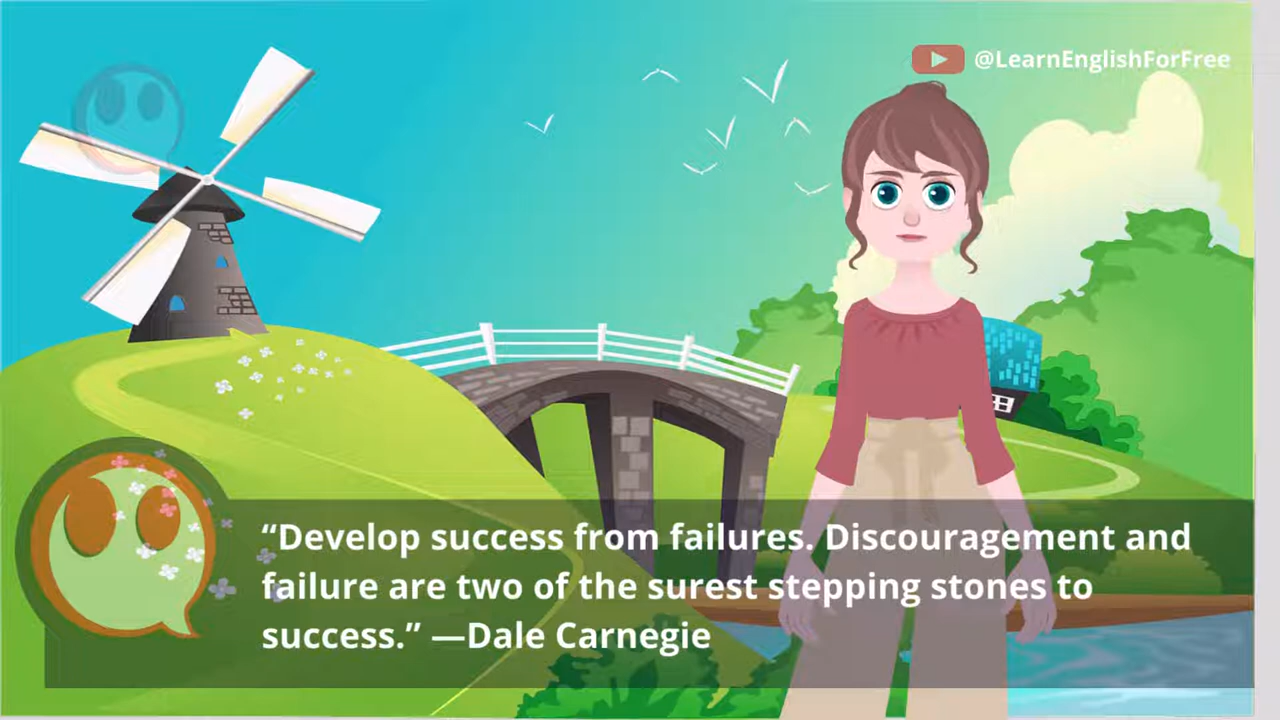 @LearnEnglishForFree
“Develop success from failures. Discouragement and
failure are two of the surest stepping stones to
success.” —Dale Carnegie